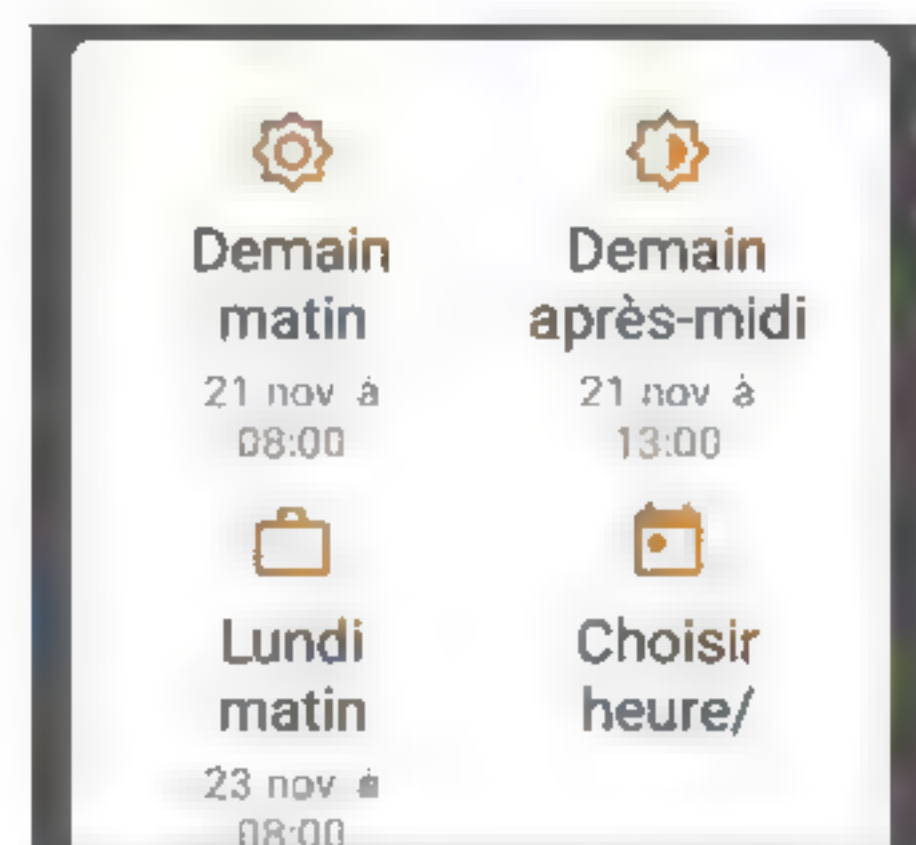 Demain
matin
21 nov à
08:00
Demain
après-midi
21 nov à
13:00
Lundi
matin
23 nov à
08:00
Choisir
heure/